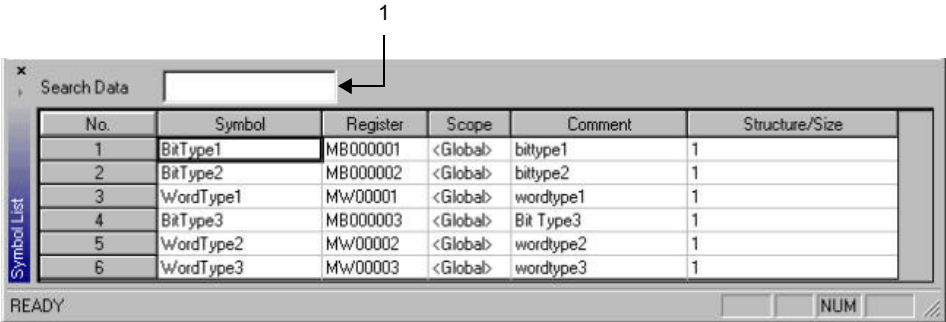 1
Search Data
No. Symbol Register Scope Comment Structure/Size
1 BitType1 MB000001 <Global> bittype1 1
2 BitType2 MB000002 <Global> bittype2 1
3 WordType1 MW00001 <Global> wordtype1 1
4 BitType3 MB000003 <Global> Bit Type3 1
5 WordType2 MW00002 <Global> wordtype2 1
6 WordType3 MW00003 <Global> wordtype3 1
Symbol List
READY NUM